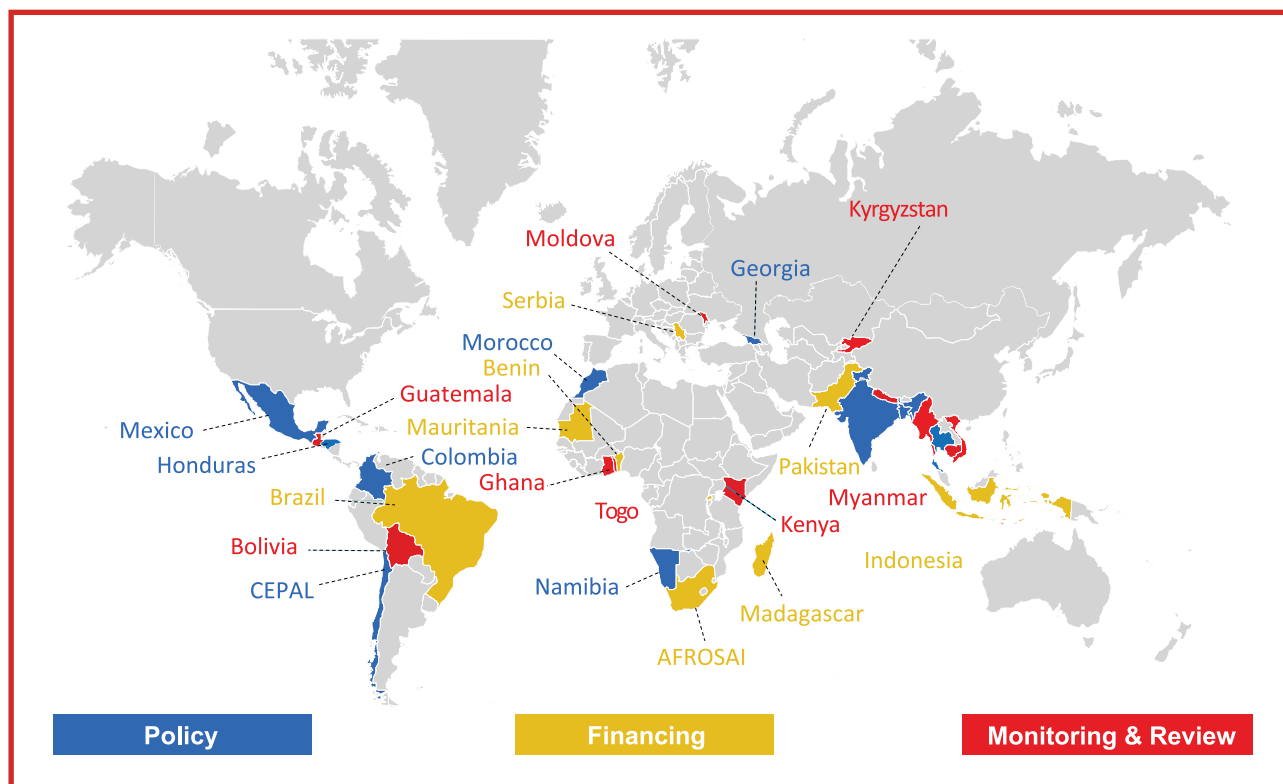 Kyrgyzstan
Moldova
Georgia
Serbia
Morocco
Benin
Guatemala
Mauritania
Mexico
Honduras
Colombia
Pakistan
Ghana
Brazil
Myanmar
Togo
Kenya
Bolivia
Indonesia
CEPAL
Namibia
Madagascar
AFROSAI
Policy
Financing
Monitoring & Review